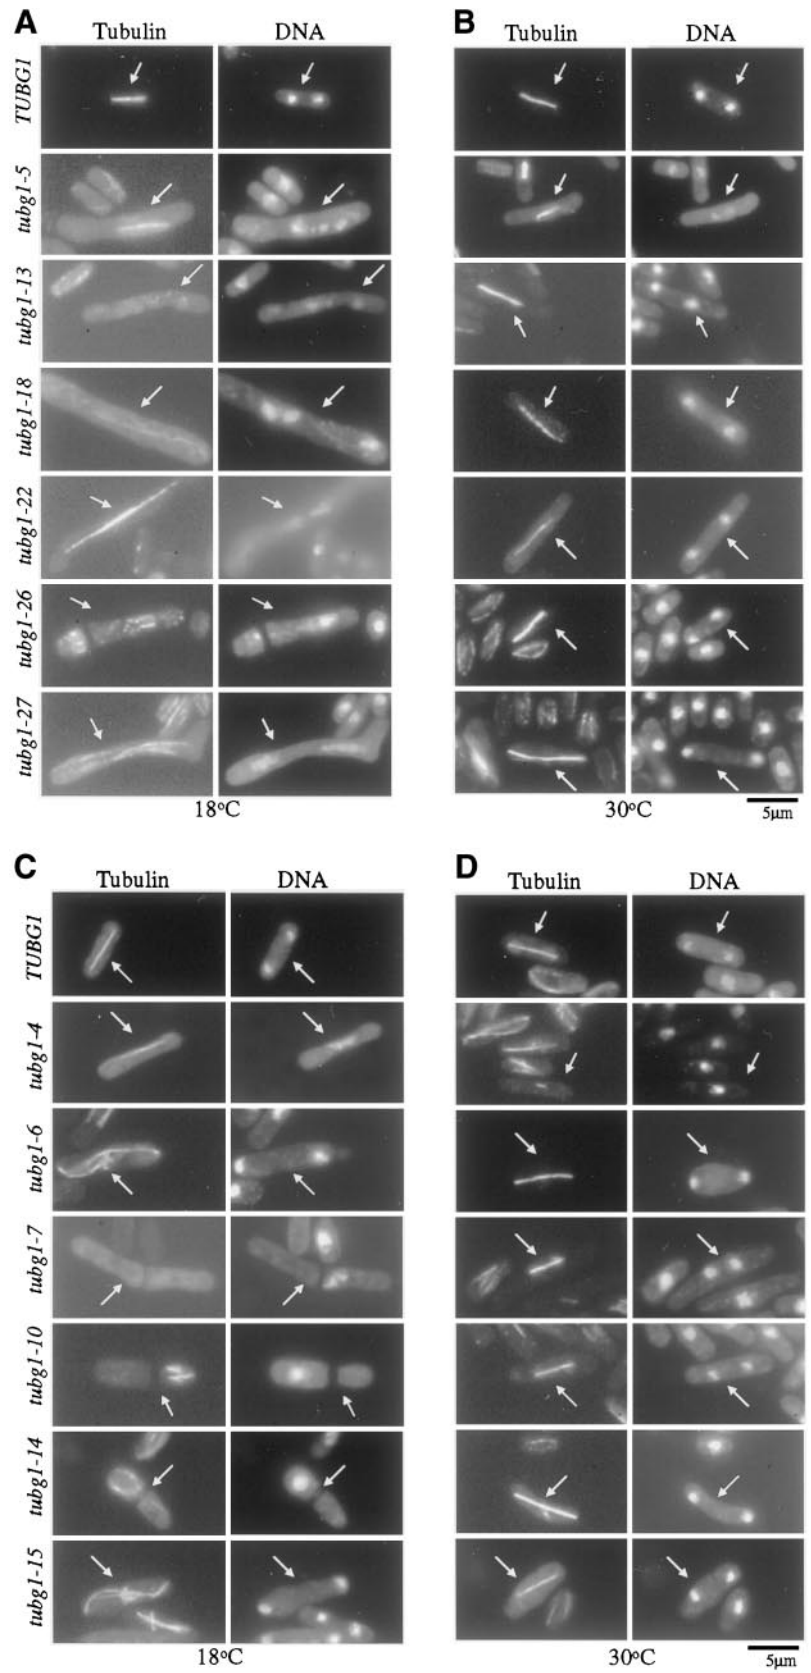 A
Tubulin DNA
TUBG1
tubg1-5
tubg1-13
tubg1-18
tubg1-22
tubg1-26
tubg1-27
18°C
B
Tubulin DNA
30°C
5µm
C
Tubulin DNA
TUBG1
tubg1-4
tubg1-6
tubg1-7
tubg1-10
tubg1-14
tubg1-15
18°C
D
Tubulin DNA
30°C
5µm